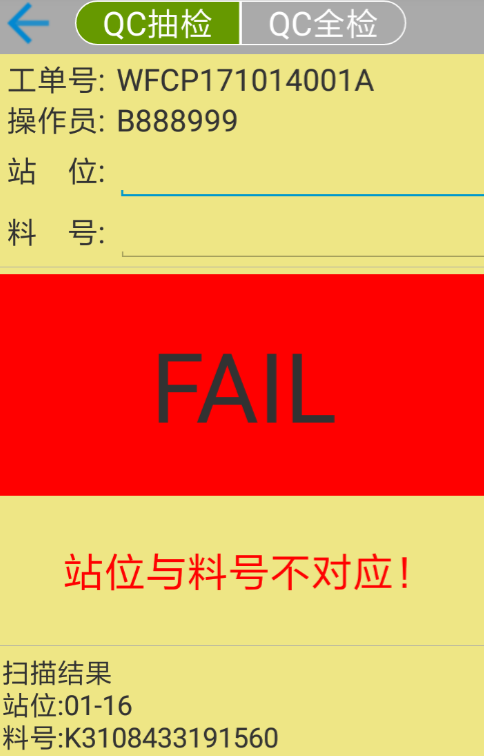 QC抽检 QC全检
工单号: WFCP171014001A
操作员: B888999
站 位:
料 号:
FAIL
站位与料号不对应！
扫描结果
站位:01-16
料号:K3108433191560